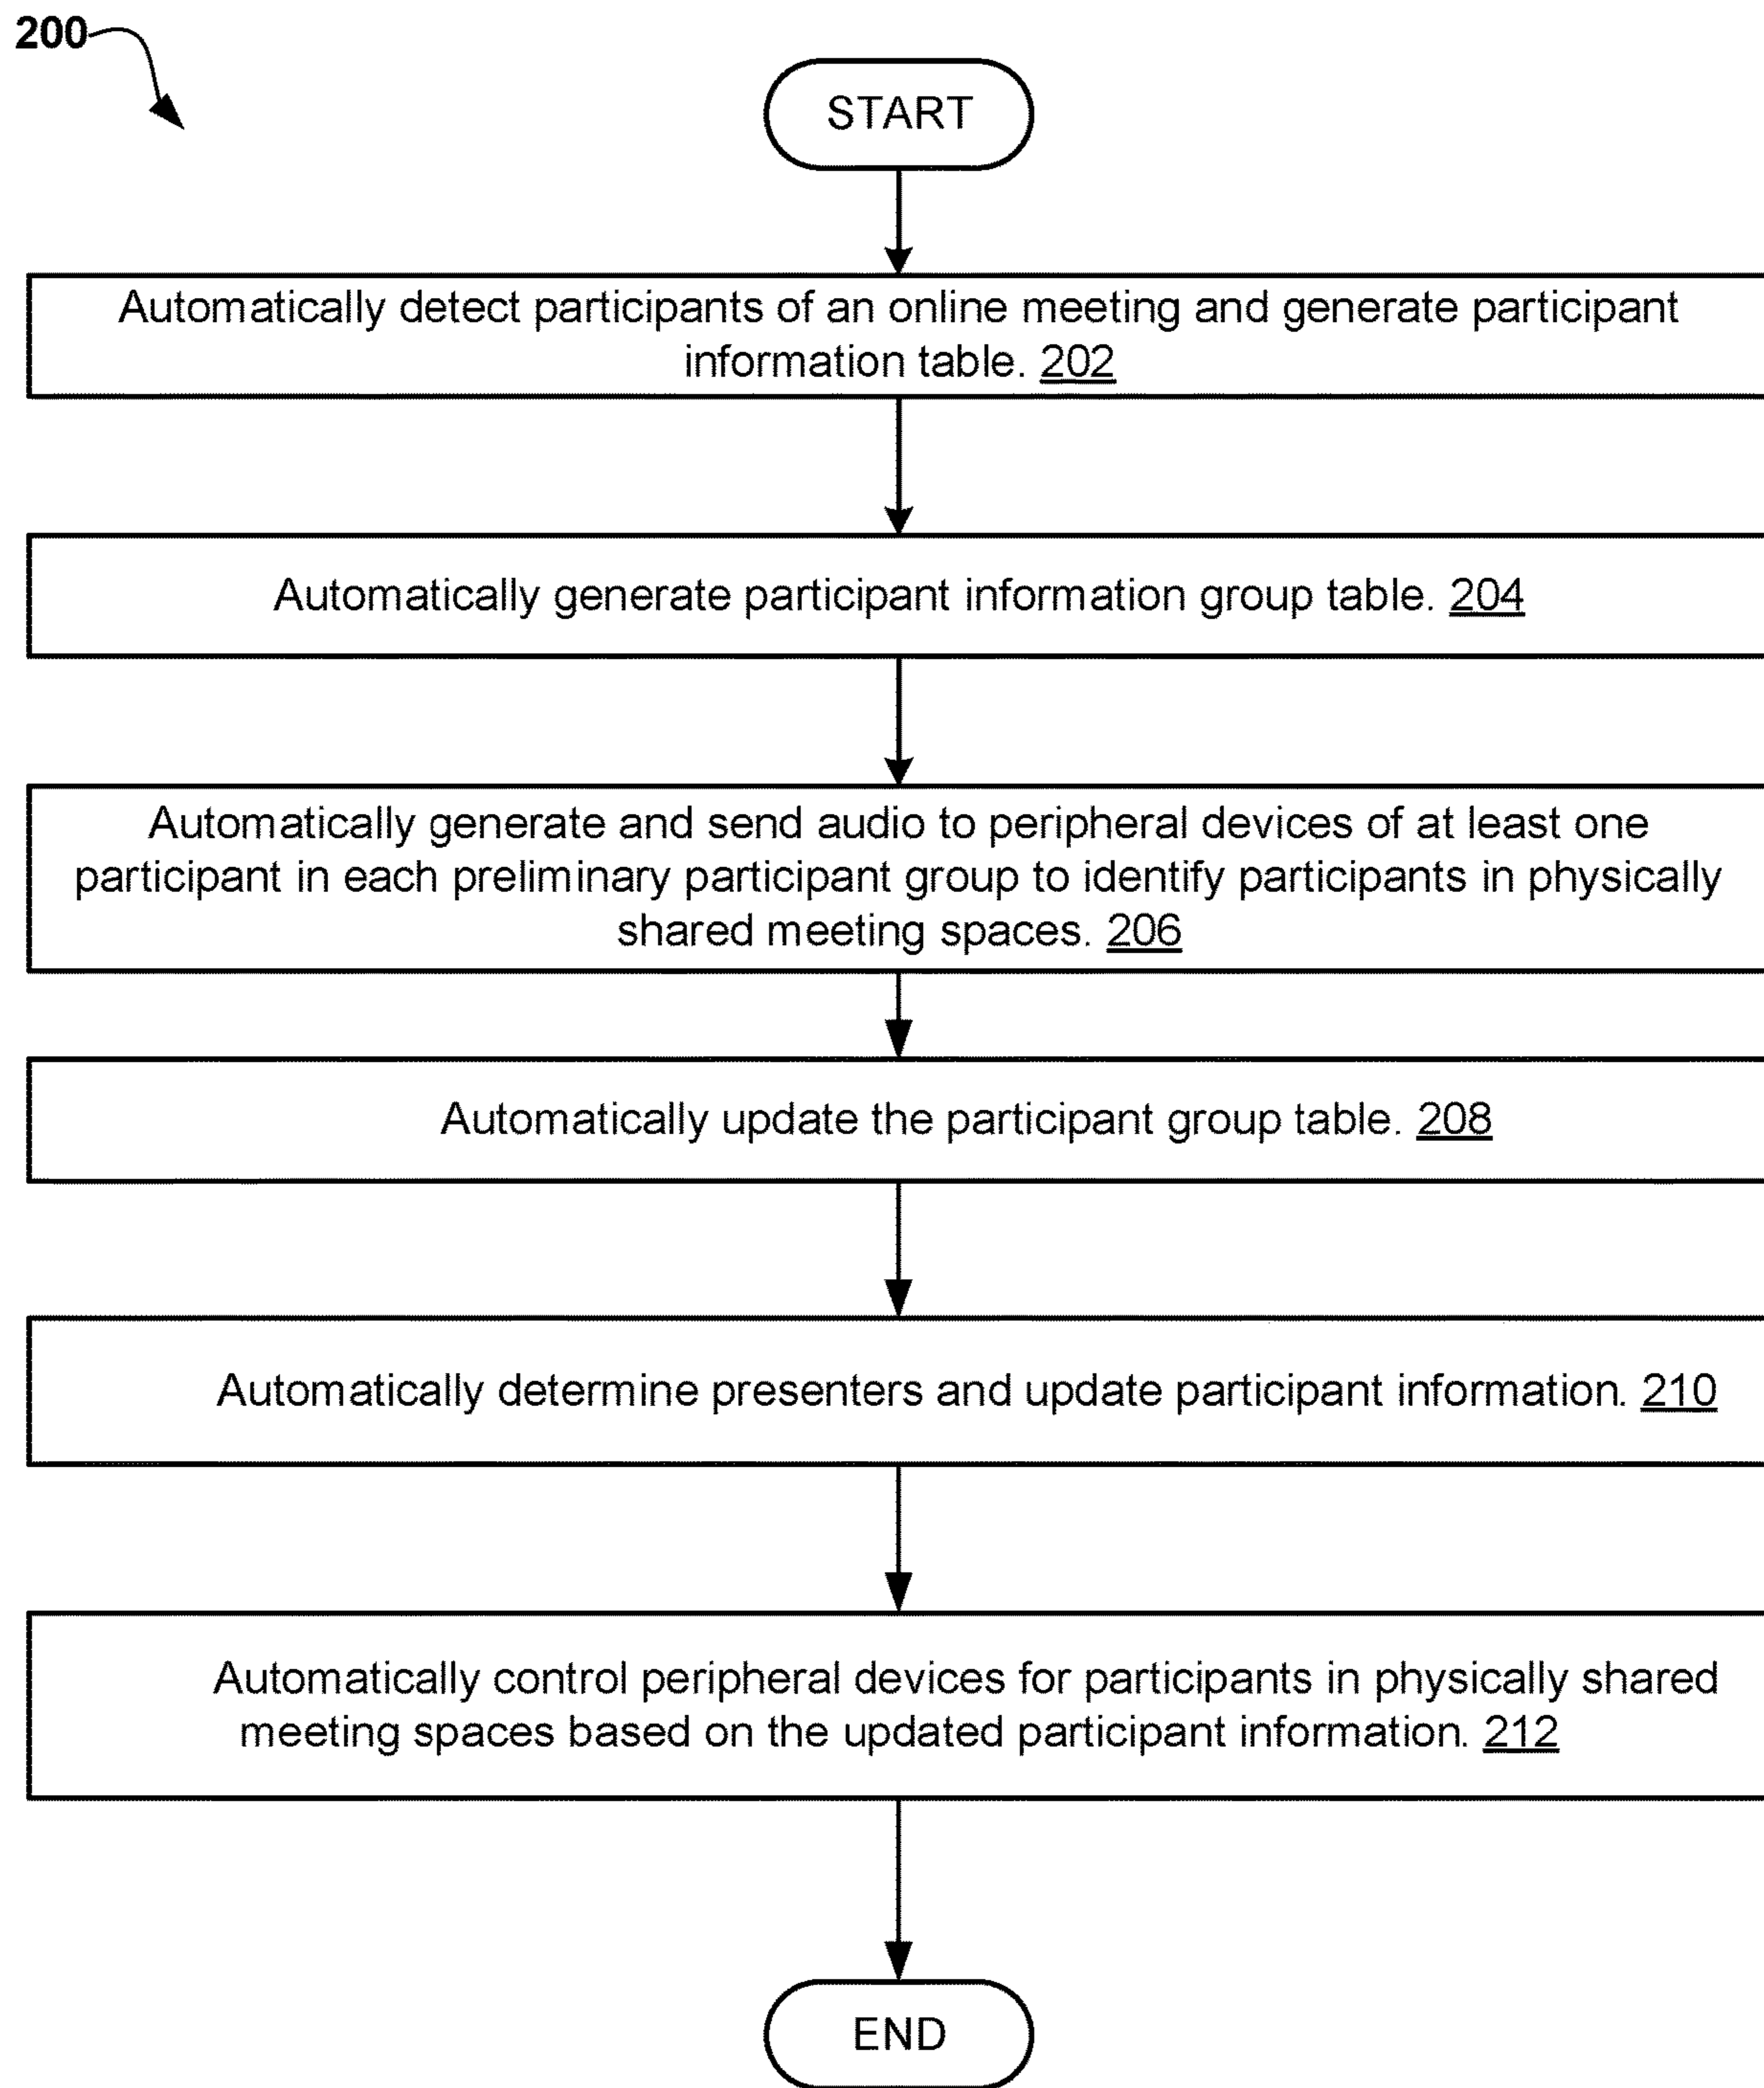 200
START
Automatically detect participants of an online meeting and generate participant
information table. 202
Automatically generate participant information group table. 204
Automatically generate and send audio to peripheral devices of at least one
participant in each preliminary participant group to identify participants in physically
shared meeting spaces. 206
Automatically update the participant group table. 208
Automatically determine presenters and update participant information. 210
Automatically control peripheral devices for participants in physically shared
meeting spaces based on the updated participant information. 212
END